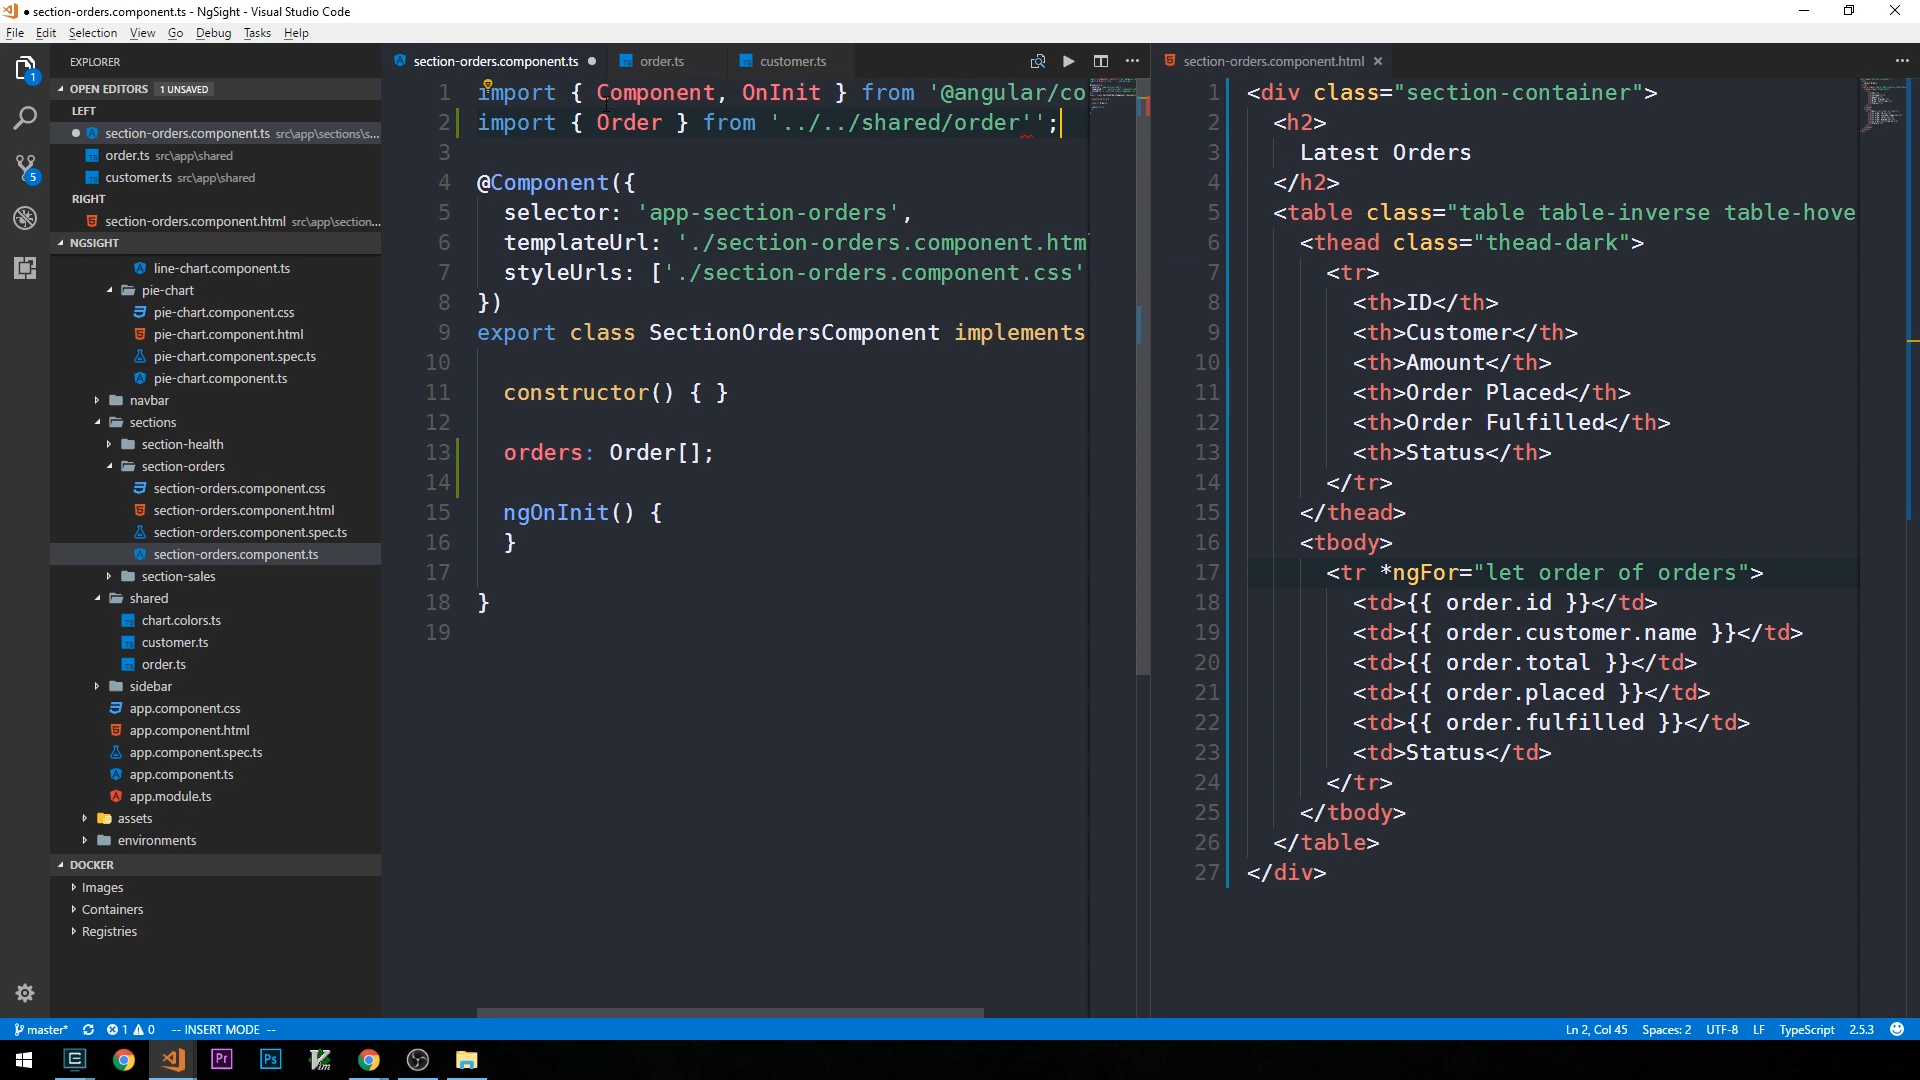 section-orders.component.ts - NgSight - Visual Studio Code
File Edit Selection View Go Debug Tasks Help
EXPLORER
OPEN EDITORS 1 UNSAVED
LEFT
section-orders.component.ts src\app\sections\s...
order.ts src\app\shared
customer.ts src\app\shared
RIGHT
section-orders.component.html src\app\section...
NGSIGHT
line-chart.component.ts
pie-chart
pie-chart.component.css
pie-chart.component.html
pie-chart.component.spec.ts
pie-chart.component.ts
navbar
sections
section-health
section-orders
section-orders.component.css
section-orders.component.html
section-orders.component.spec.ts
section-orders.component.ts
section-sales
shared
chart.colors.ts
customer.ts
order.ts
sidebar
app.component.css
app.component.html
app.component.spec.ts
app.component.ts
app.module.ts
assets
environments
DOCKER
Images
Containers
Registries
1
5
section-orders.component.ts order.ts customer.ts
1 import { Component, OnInit } from '@angular/co
2 import { Order } from '../../shared/order'';
3
4 @Component({
5 selector: 'app-section-orders',
6 templateUrl: './section-orders.component.htm
7 styleUrls: ['./section-orders.component.css'
8 })
9 export class SectionOrdersComponent implements
10
11 constructor() { }
12
13 orders: Order[];
14
15 ngOnInit() {
16 }
17
18 }
19
section-orders.component.html
1 <div class="section-container">
2 <h2>
3 Latest Orders
4 </h2>
5 <table class="table table-inverse table-hove
6 <thead class="thead-dark">
7 <tr>
8 <th>ID</th>
9 <th>Customer</th>
10 <th>Amount</th>
11 <th>Order Placed</th>
12 <th>Order Fulfilled</th>
13 <th>Status</th>
14 </tr>
15 </thead>
16 <tbody>
17 <tr *ngFor="let order of orders">
18 <td>{{ order.id }}</td>
19 <td>{{ order.customer.name }}</td>
20 <td>{{ order.total }}</td>
21 <td>{{ order.placed }}</td>
22 <td>{{ order.fulfilled }}</td>
23 <td>Status</td>
24 </tr>
25 </tbody>
26 </table>
27 </div>
master* 1 0 -- INSERT MODE -- Ln 2, Col 45 Spaces: 2 UTF-8 LF TypeScript 2.5.3
Pr Ps Vim